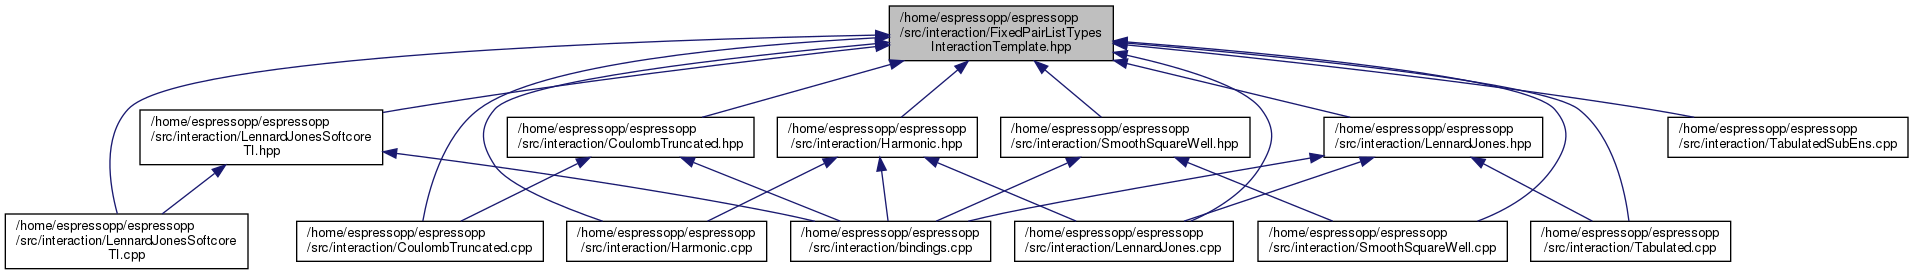 /home/espressopp/espressopp
/src/interaction/FixedPairListTypes
InteractionTemplate.hpp
/home/espressopp/espressopp
/src/interaction/LennardJonesSoftcore
TI.hpp
/home/espressopp/espressopp
/src/interaction/CoulombTruncated.hpp
/home/espressopp/espressopp
/src/interaction/Harmonic.hpp
/home/espressopp/espressopp
/src/interaction/SmoothSquareWell.hpp
/home/espressopp/espressopp
/src/interaction/LennardJones.hpp
/home/espressopp/espressopp
/src/interaction/TabulatedSubEns.cpp
/home/espressopp/espressopp
/src/interaction/LennardJonesSoftcore
TI.cpp
/home/espressopp/espressopp
/src/interaction/CoulombTruncated.cpp
/home/espressopp/espressopp
/src/interaction/Harmonic.cpp
/home/espressopp/espressopp
/src/interaction/bindings.cpp
/home/espressopp/espressopp
/src/interaction/LennardJones.cpp
/home/espressopp/espressopp
/src/interaction/SmoothSquareWell.cpp
/home/espressopp/espressopp
/src/interaction/Tabulated.cpp